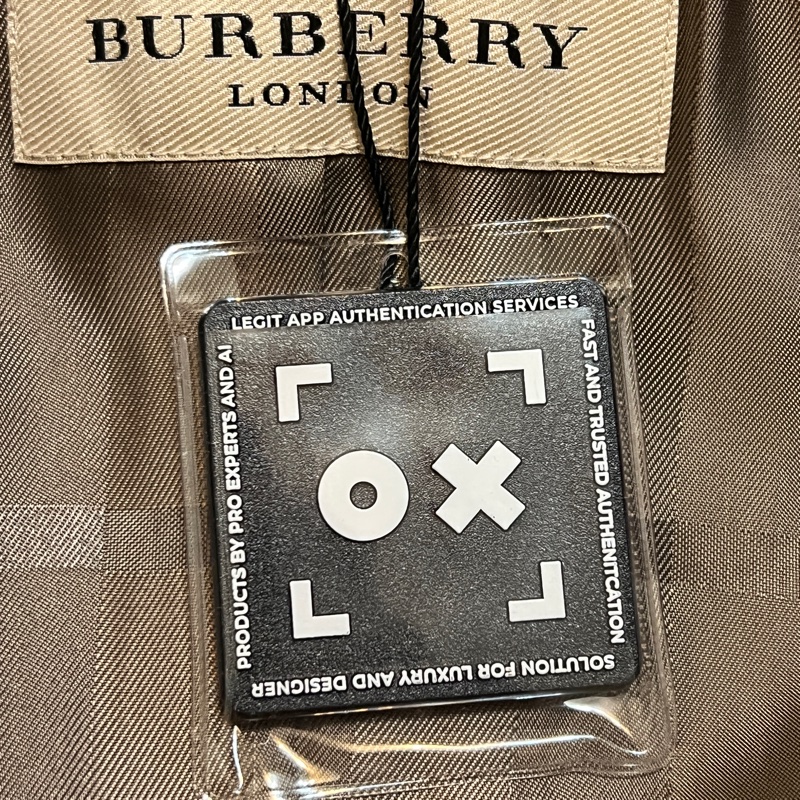 BURBERRY
LONDON
LEGIT APP AUTHENTICATION SERVICES
FAST AND TRUSTED AUTHENITCATION
SOLUTION FOR LUXURY AND DESIGNER
PRODUCTS BY PRO EXPERTS AND AI